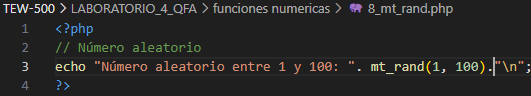 TEW-500 > LABORATORIO_4_QFA > funciones numericas > 8_mt_rand.php
1 <?php
2 // Número aleatorio
3 echo "Número aleatorio entre 1 y 100: ". mt_rand(1, 100)."\n";
4 ?>